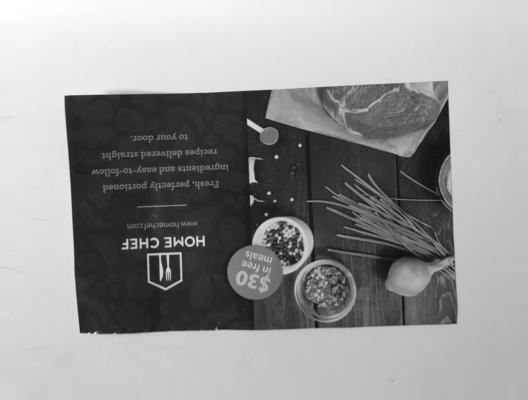 HOME CHEF
www.homechef.com
Fresh, perfectly portioned
ingredients and easy-to-follow
recipes delivered straight
to your door.
$30
in free
meals